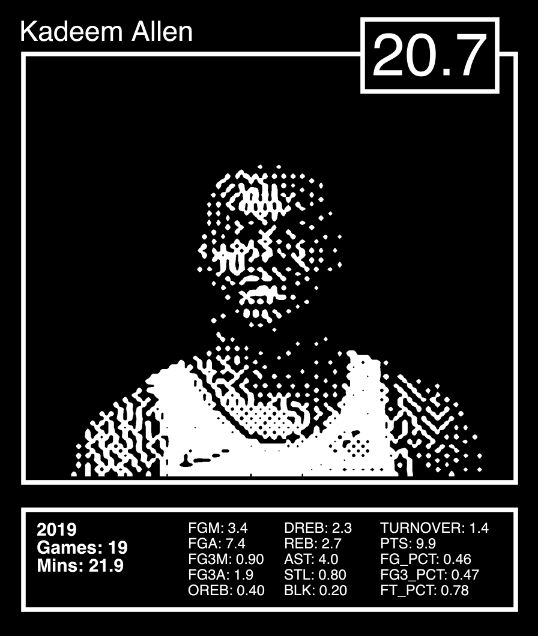 Kadeem Allen
20.7
2019
Games: 19
Mins: 21.9
FGM: 3.4
FGA: 7.4
FG3M: 0.90
FG3A: 1.9
OREB: 0.40
DREB: 2.3
REB: 2.7
AST: 4.0
STL: 0.80
BLK: 0.20
TURNOVER: 1.4
PTS: 9.9
FG_PCT: 0.46
FG3_PCT: 0.47
FT_PCT: 0.78